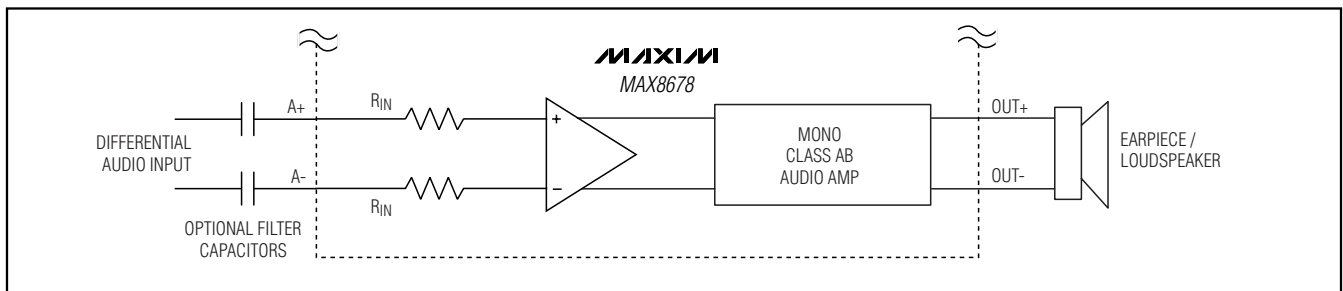 MAXIM
MAX8678
A+
RIN
+
OUT+
DIFFERENTIAL
AUDIO INPUT
MONO
CLASS AB
AUDIO AMP
EARPIECE /
LOUDSPEAKER
A-
RIN
−
OUT-
OPTIONAL FILTER
CAPACITORS